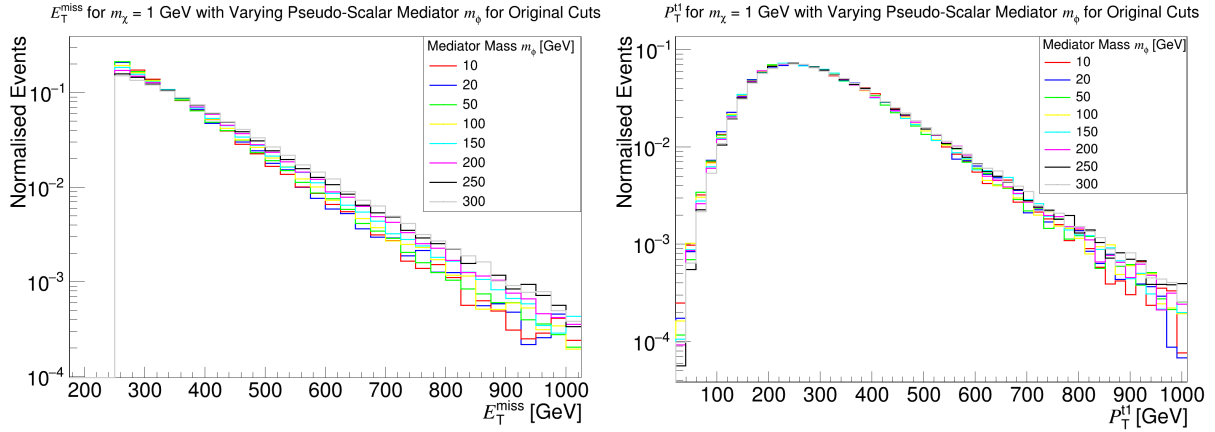 E_T^miss for m_χ = 1 GeV with Varying Pseudo-Scalar Mediator m_ϕ for Original Cuts
Normalised Events
10^−1
10^−2
10^−3
10^−4
Mediator Mass m_ϕ [GeV]
10
20
50
100
150
200
250
300
200 300 400 500 600 700 800 900 1000
E_T^miss [GeV]
P_T^t1 for m_χ = 1 GeV with Varying Pseudo-Scalar Mediator m_ϕ for Original Cuts
Normalised Events
10^−1
10^−2
10^−3
10^−4
Mediator Mass m_ϕ [GeV]
10
20
50
100
150
200
250
300
100 200 300 400 500 600 700 800 900 1000
P_T^t1 [GeV]